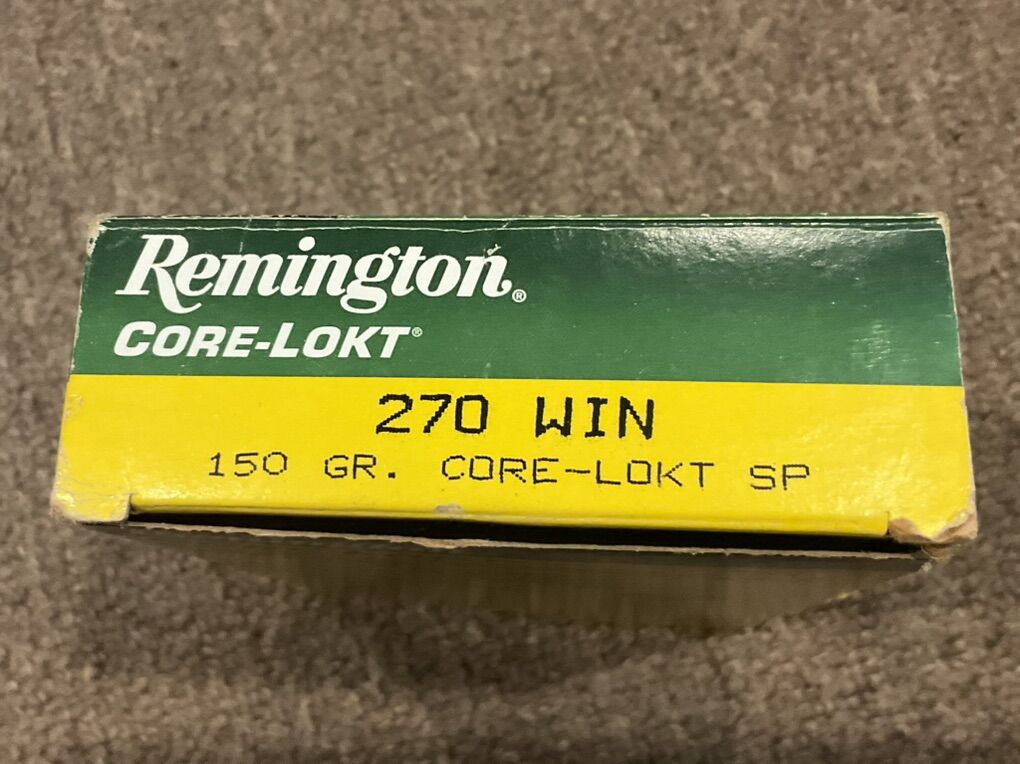 Remington®
CORE-LOKT®
270 WIN
150 GR. CORE-LOKT SP